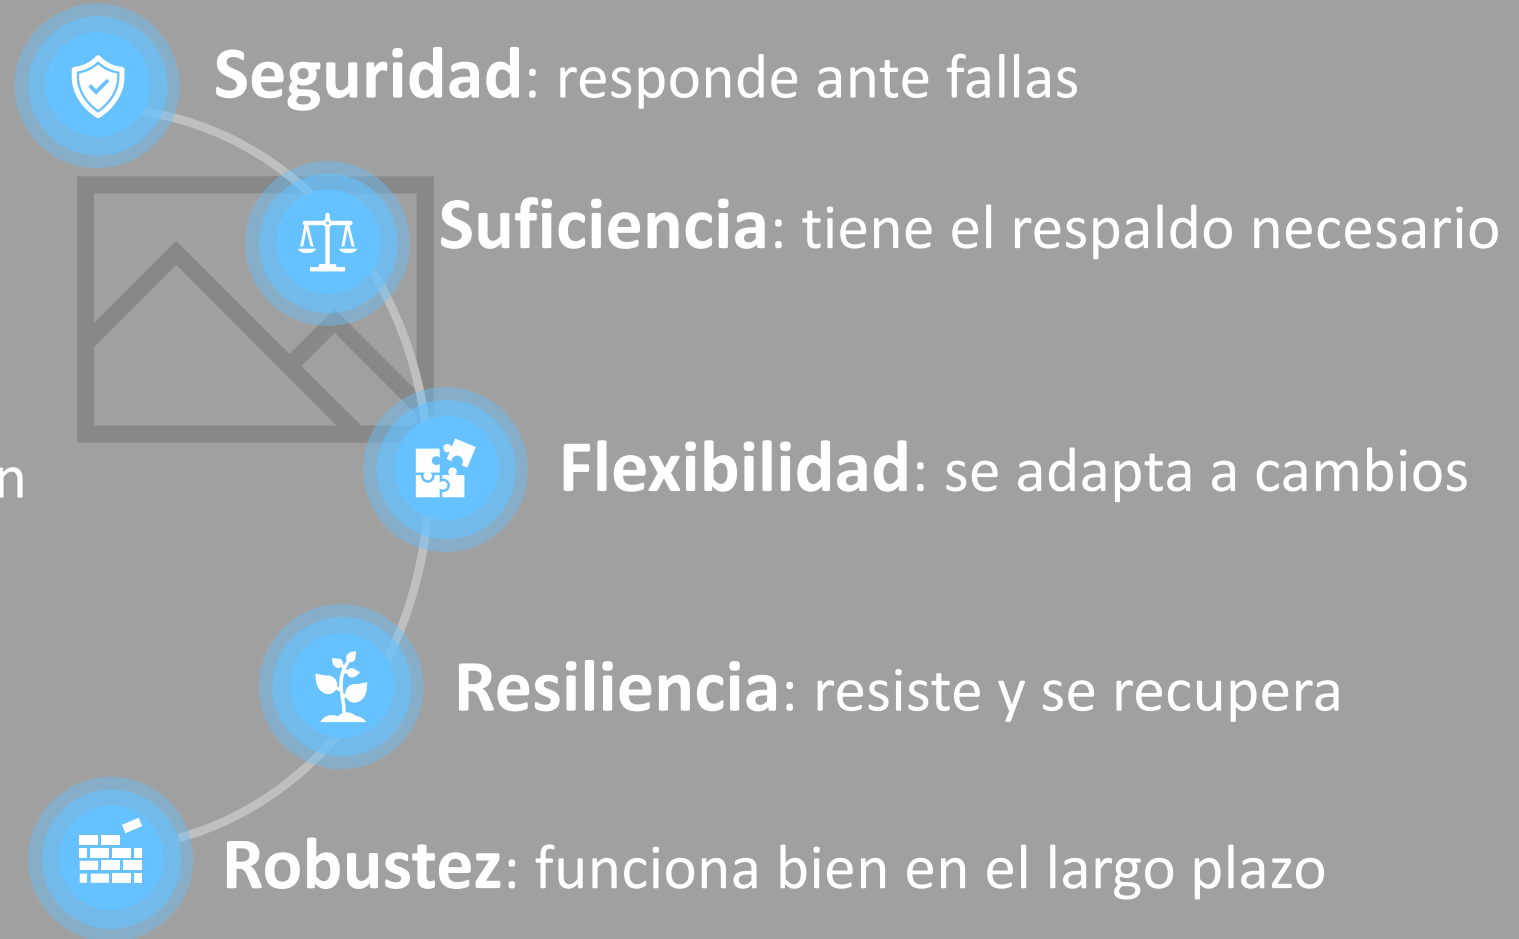 Seguridad: responde ante fallas
Suficiencia: tiene el respaldo necesario
Flexibilidad: se adapta a cambios
n
Resiliencia: resiste y se recupera
Robustez: funciona bien en el largo plazo